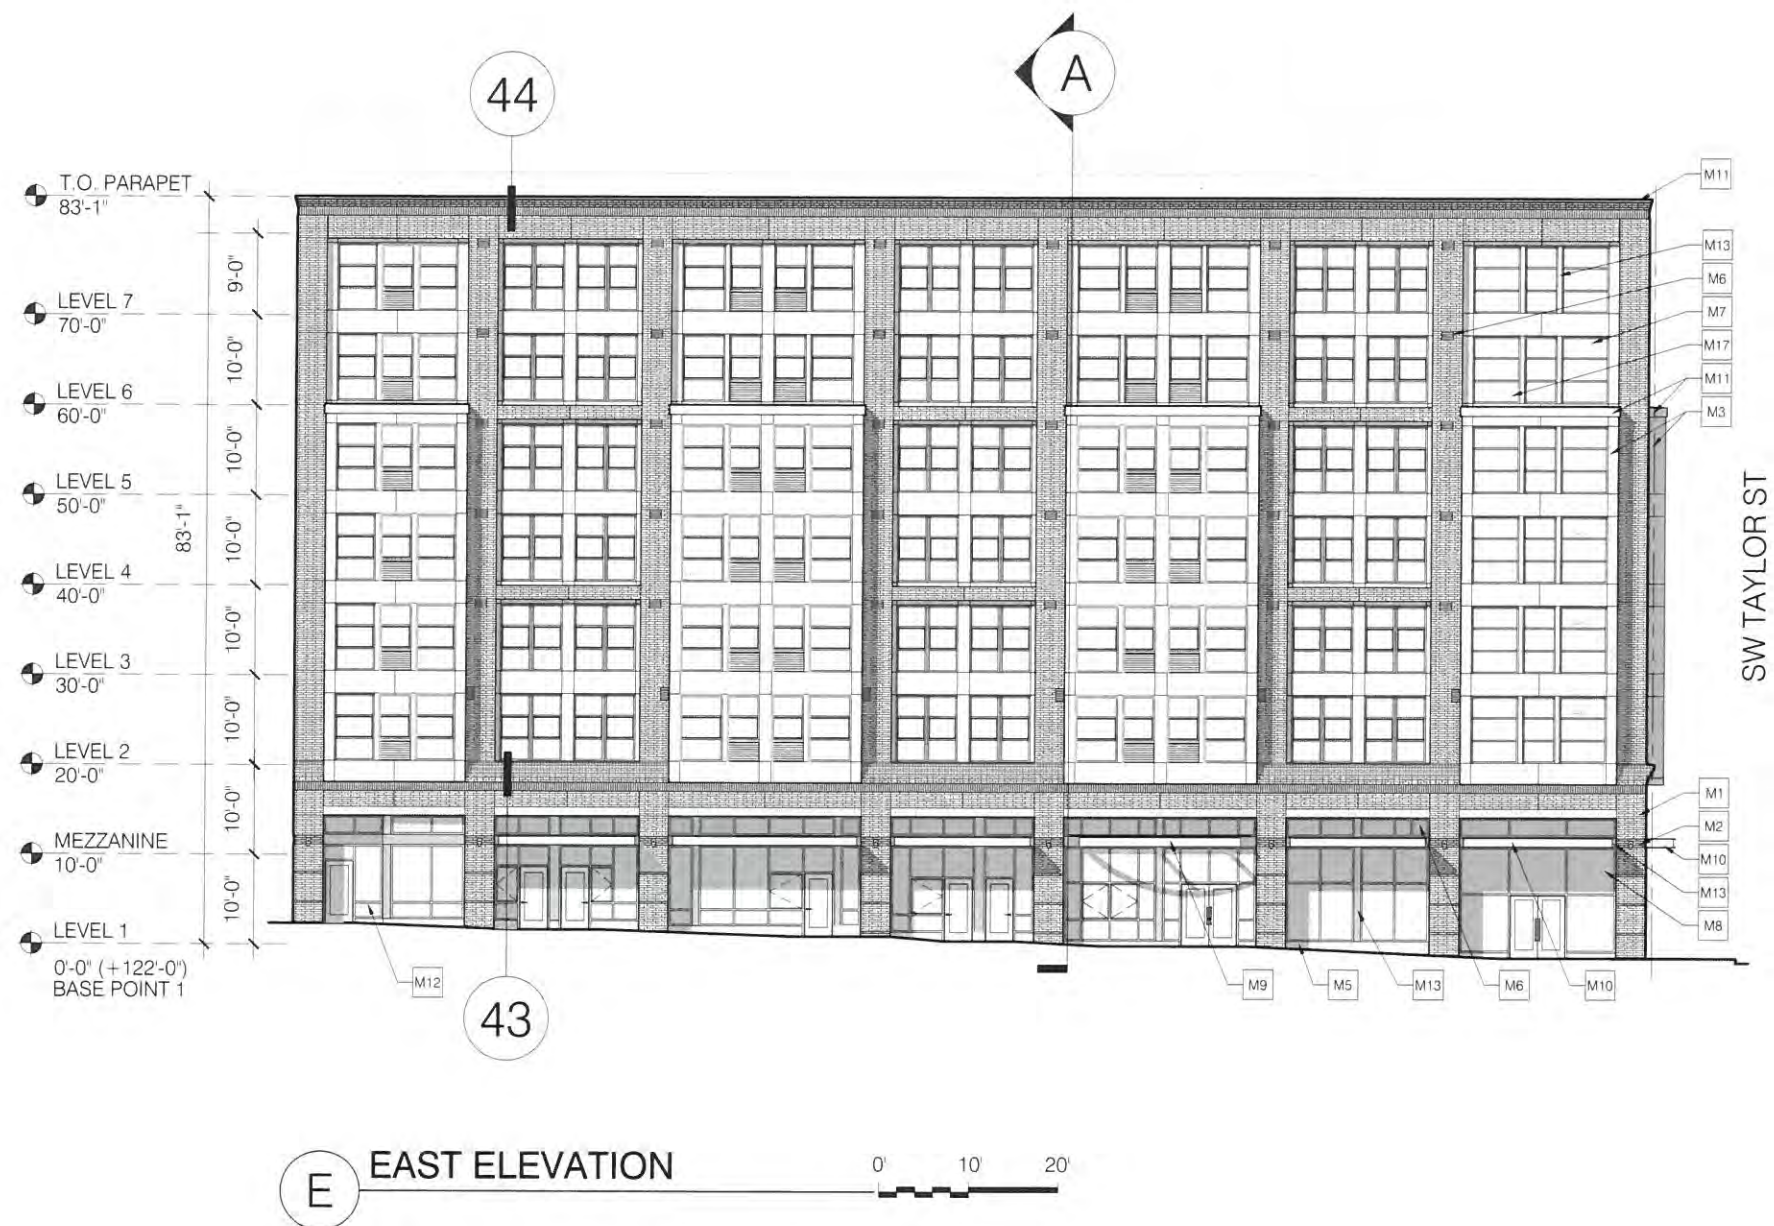 44
A
T.O. PARAPET
83'-1"
M11
9'-0"
M13
M6
LEVEL 7
70'-0"
M7
10'-0"
M17
LEVEL 6
60'-0"
M11
M3
10'-0"
LEVEL 5
50'-0"
83'-1"
10'-0"
SW TAYLOR ST
LEVEL 4
40'-0"
10'-0"
LEVEL 3
30'-0"
10'-0"
LEVEL 2
20'-0"
10'-0"
M1
M2
MEZZANINE
10'-0"
M10
M13
10'-0"
M8
LEVEL 1
0'-0" (+122'-0")
BASE POINT 1
M12
M9
M5
M13
M6
M10
43
E
EAST ELEVATION
0'
10'
20'